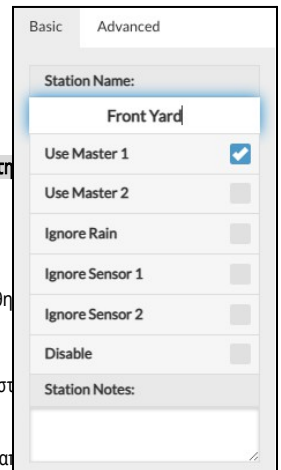 Basic Advanced
Station Name:
Front Yard
Use Master 1
Use Master 2
Ignore Rain
Ignore Sensor 1
Ignore Sensor 2
Disable
Station Notes: